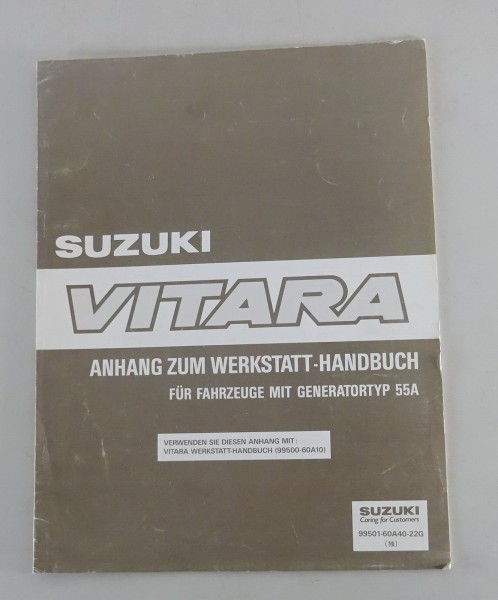 SUZUKI
VITARA
ANHANG ZUM WERKSTATT-HANDBUCH
FÜR FAHRZEUGE MIT GENERATORTYP 55A
VERWENDEN SIE DIESEN ANHANG MIT:
VITARA WERKSTATT-HANDBUCH (99500-60A10)
SUZUKI
Caring for Customers
99501-60A40-22G